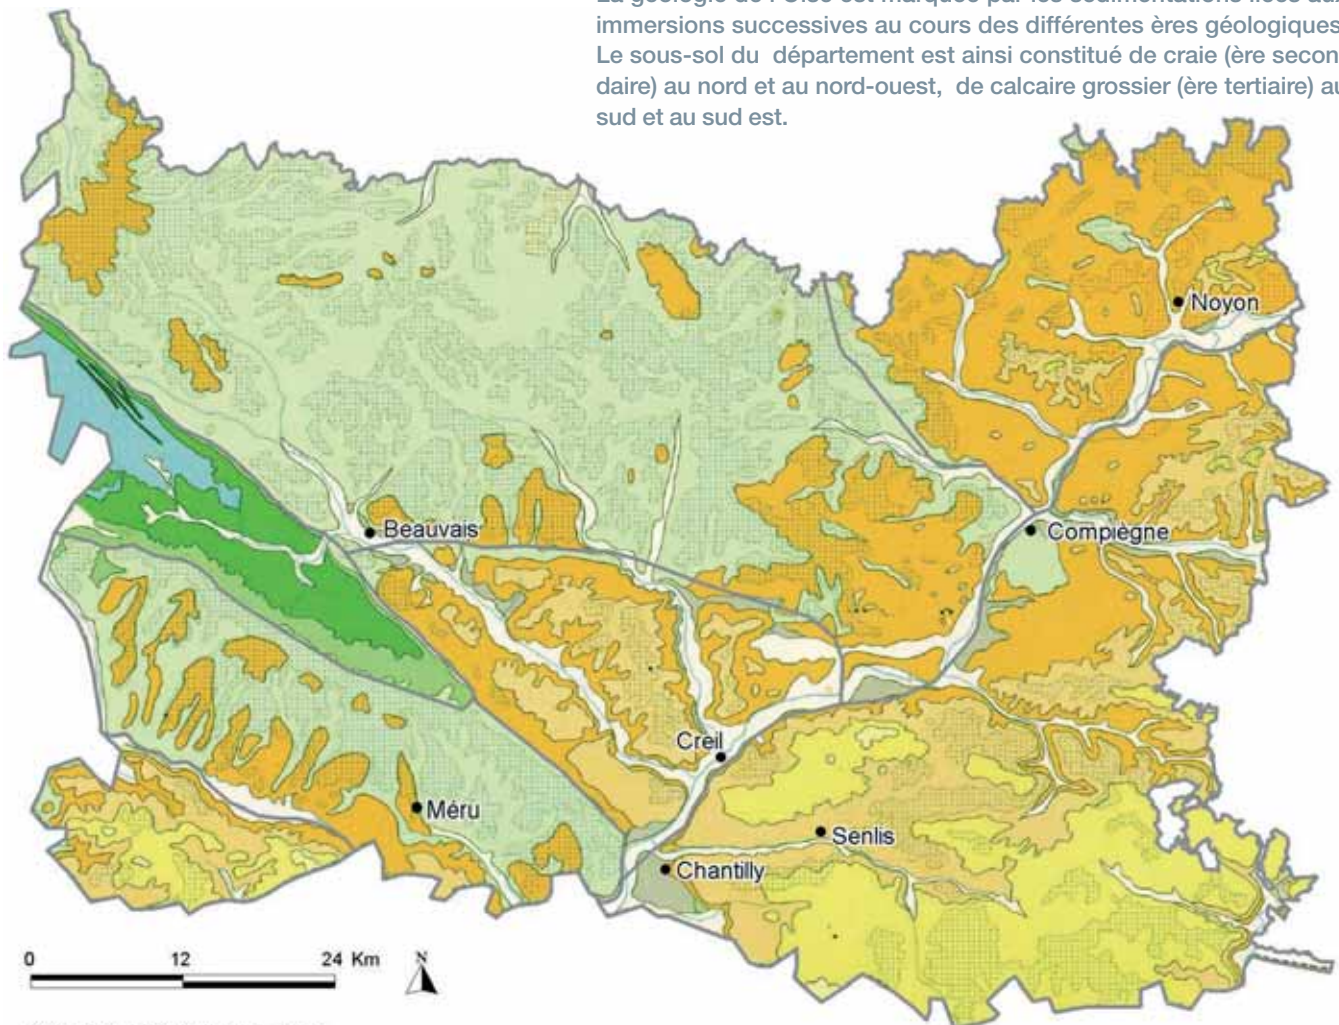 immersions successives au cours des différentes ères géologiques
Le sous-sol du département est ainsi constitué de craie (ère secon
daire) au nord et au nord-ouest, de calcaire grossier (ère tertiaire) au
sud et au sud est.
Noyon
Beauvais
Compiègne
Creil
Méru
Senlis
Chantilly
0 12 24 Km
N